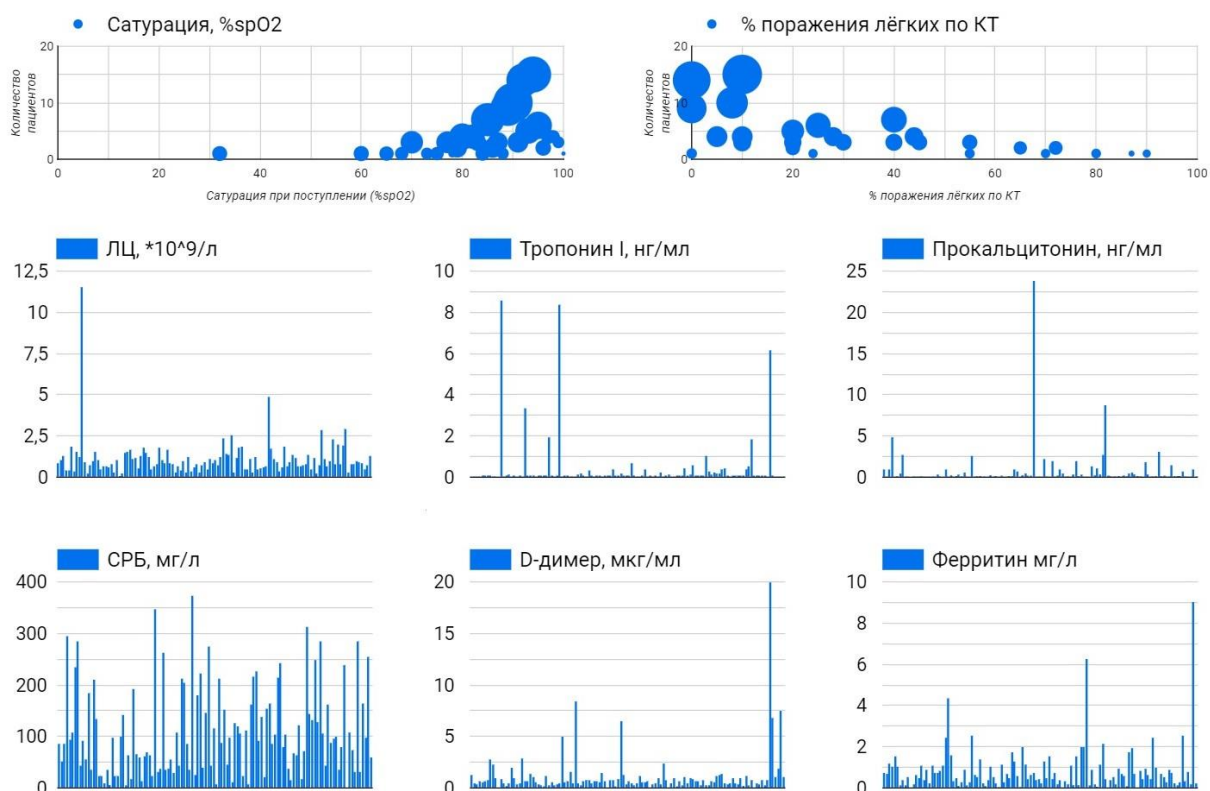 Сатурация, %spO2
20
10
0
Количество
пациентов
0 20 40 60 80 100
Сатурация при поступлении (%spO2)
% поражения лёгких по КТ
20
10
0
Количество
пациентов
0 20 40 60 80 100
% поражения лёгких по КТ
ЛЦ, *10^9/л
12,5
10
7,5
5
2,5
0
Тропонин I, нг/мл
10
8
6
4
2
0
Прокальцитонин, нг/мл
25
20
15
10
5
0
СРБ, мг/л
400
300
200
100
0
D-димер, мкг/мл
20
15
10
5
0
Ферритин мг/л
10
8
6
4
2
0